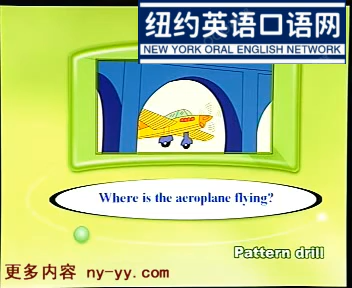 纽约英语口语网
NEW YORK ORAL ENGLISH NETWORK
Where is the aeroplane flying?
Pattern drill
更多内容 ny-yy.com